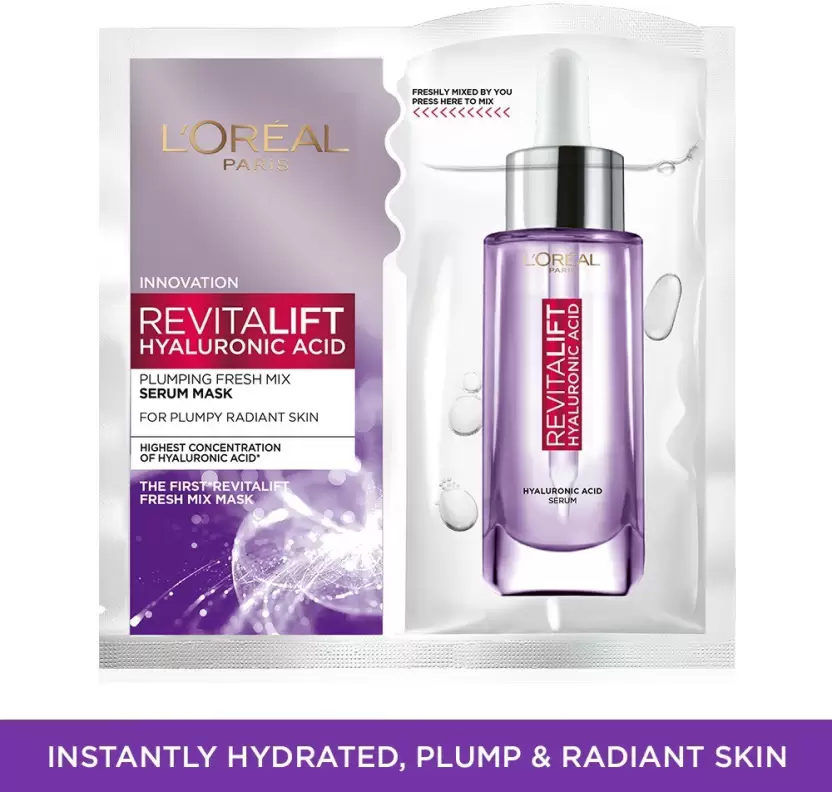 L'ORÉAL
PARIS
INNOVATION
REVITALIFT
HYALURONIC ACID
PLUMPING FRESH MIX
SERUM MASK
FOR PLUMPY RADIANT SKIN
HIGHEST CONCENTRATION
OF HYALURONIC ACID*
THE FIRST*REVITALIFT
FRESH MIX MASK
FRESHLY MIXED BY YOU
PRESS HERE TO MIX
<<<<<<<<<<<
L'ORÉAL
PARIS
REVITALIFT
HYALURONIC ACID
HYALURONIC ACID
SERUM
INSTANTLY HYDRATED, PLUMP & RADIANT SKIN